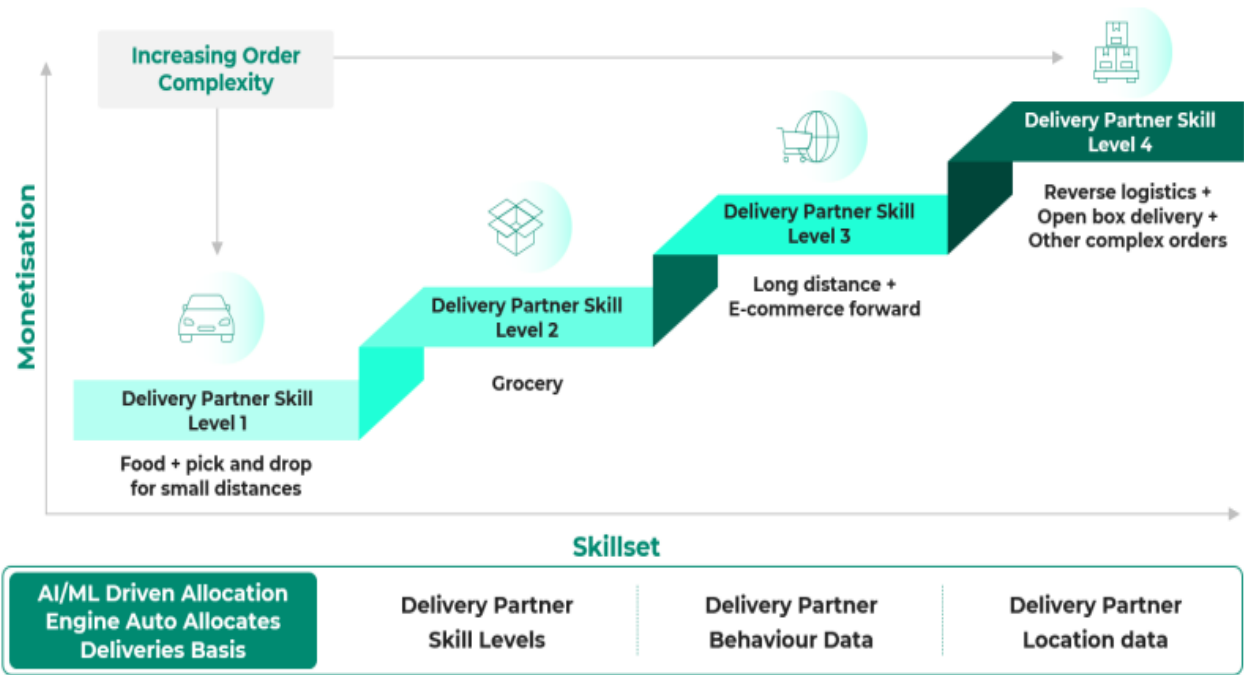 Increasing Order
Complexity
Monetisation
Delivery Partner Skill
Level 1
Food + pick and drop
for small distances
Delivery Partner Skill
Level 2
Grocery
Delivery Partner Skill
Level 3
Long distance +
E-commerce forward
Delivery Partner Skill
Level 4
Reverse logistics +
Open box delivery +
Other complex orders
Skillset
AI/ML Driven Allocation
Engine Auto Allocates
Deliveries Basis
Delivery Partner
Skill Levels
Delivery Partner
Behaviour Data
Delivery Partner
Location data